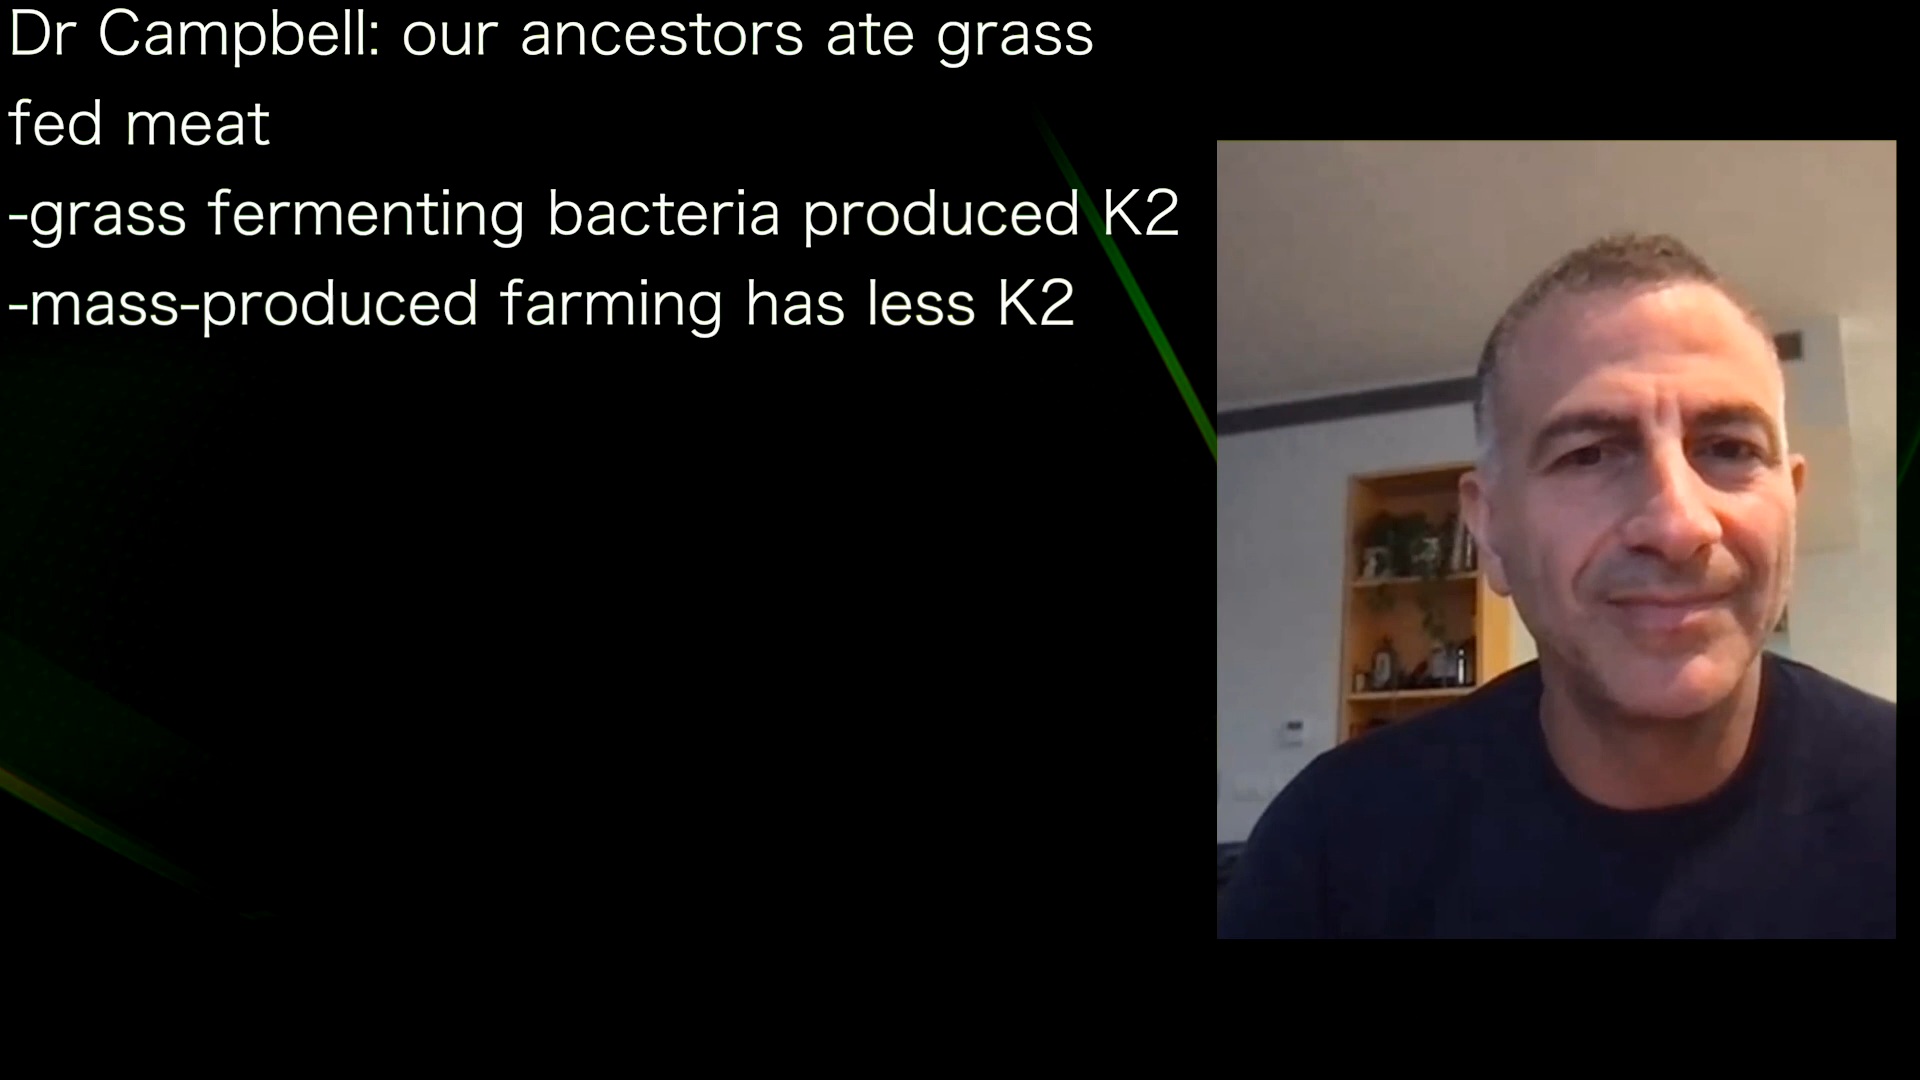 Dr Campbell: our ancestors ate grass
fed meat
-grass fermenting bacteria produced K2
-mass-produced farming has less K2